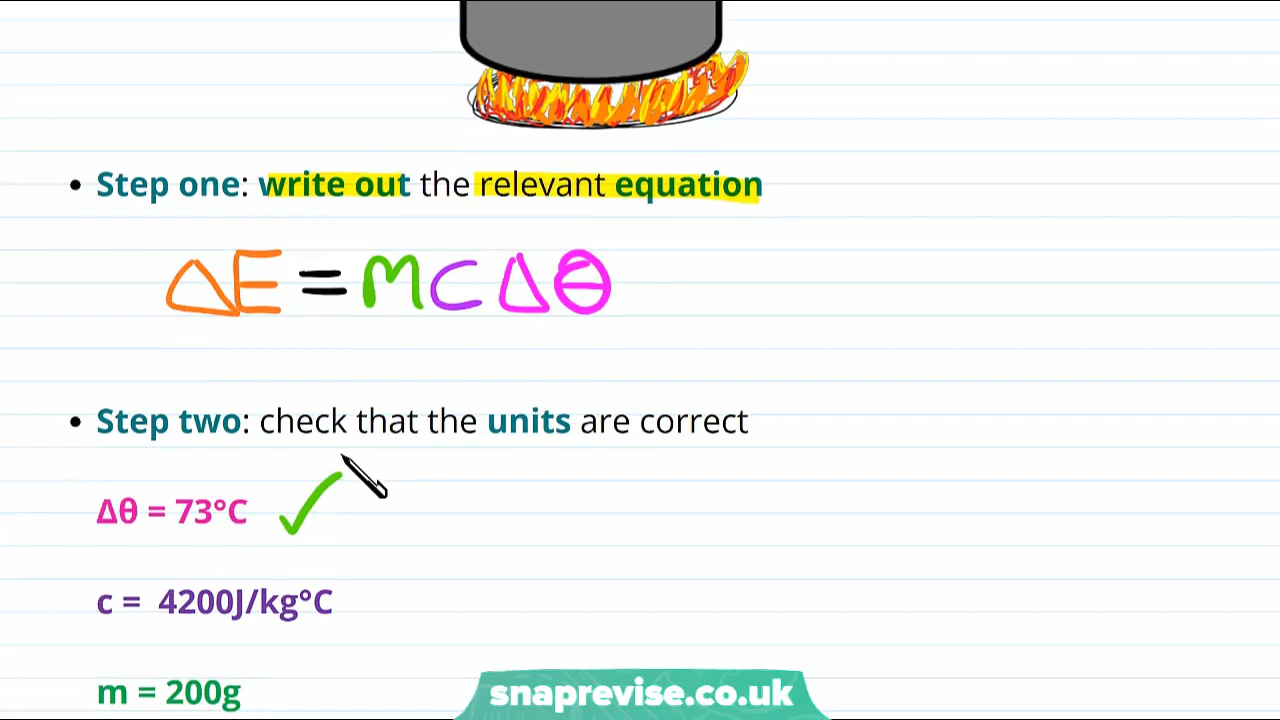 • Step one: write out the relevant equation
ΔE = mcΔθ
• Step two: check that the units are correct
Δθ = 73°C ✓
c = 4200J/kg°C
m = 200g
snaprevise.co.uk